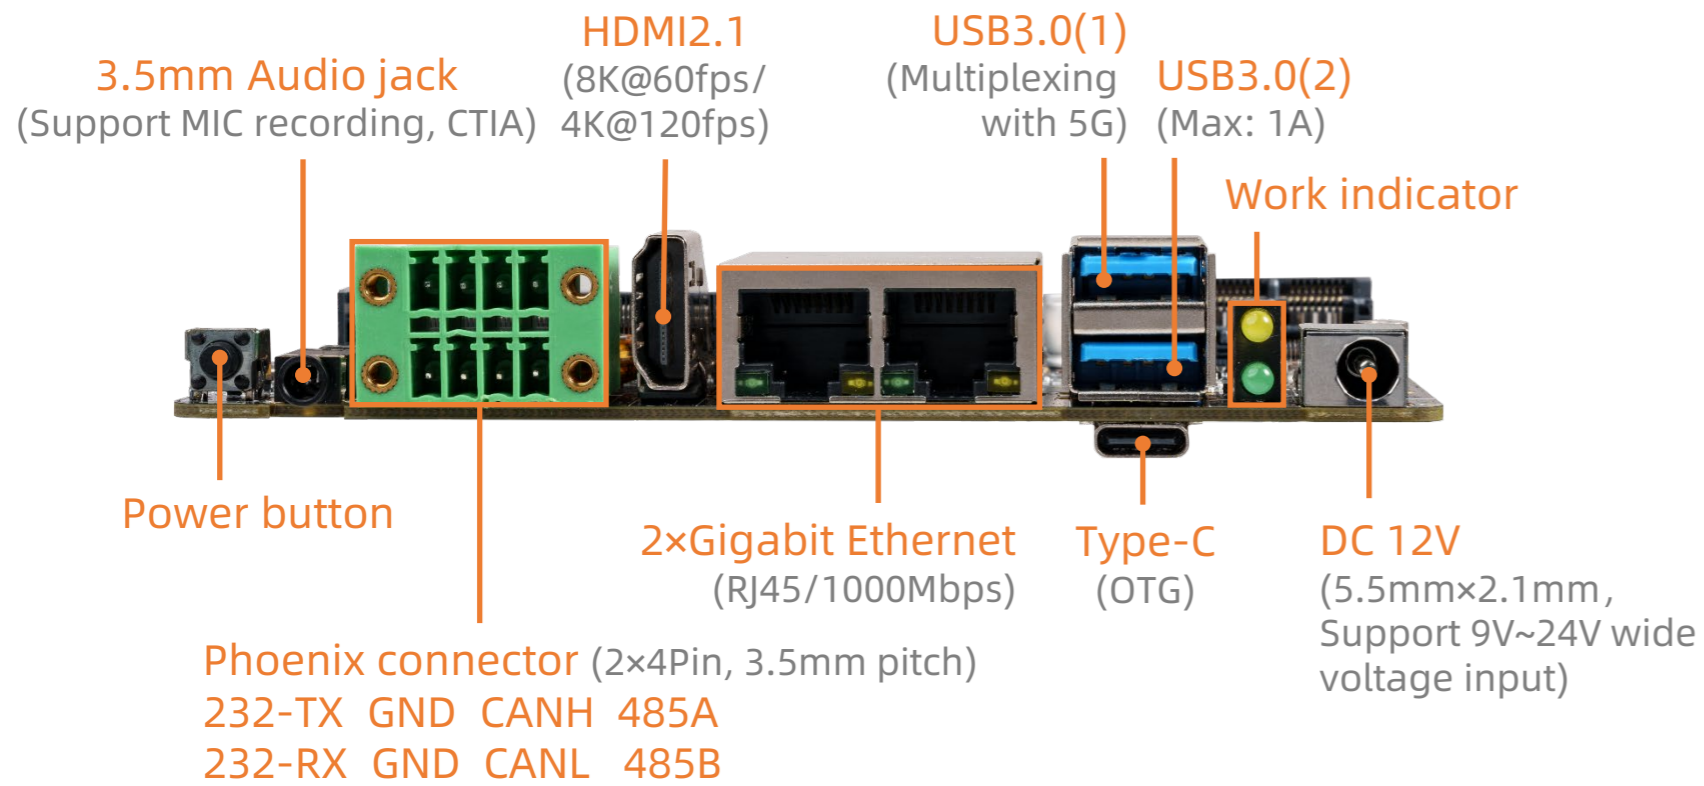 HDMI2.1
(8K@60fps/
4K@120fps)
USB3.0(1)
(Multiplexing
with 5G)
3.5mm Audio jack
(Support MIC recording, CTIA)
USB3.0(2)
(Max: 1A)
Work indicator
Power button
2×Gigabit Ethernet
(RJ45/1000Mbps)
Type-C
(OTG)
DC 12V
(5.5mm×2.1mm,
Support 9V~24V wide
voltage input)
Phoenix connector (2×4Pin, 3.5mm pitch)
232-TX GND CANH 485A
232-RX GND CANL 485B